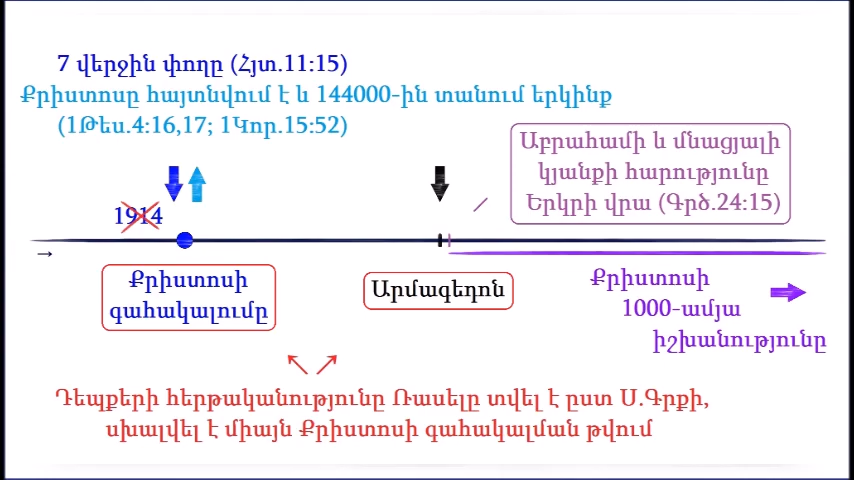 7 վերջին փողը (Հյտ.11:15)
Քրիստոսը հայտնվում է և 144000-ին տանում երկինք
(1Թես.4:16,17; 1Կոր.15:52)
Աբրահամի և մնացյալի
կյանքի հարությունը
Երկրի վրա (Գրծ.24:15)
1914
Քրիստոսի
գահակալումը
Արմագեդոն
Քրիստոսի
1000-ամյա
իշխանությունը
Դեպքերի հերթականությունը Ռասելը տվել է ըստ Ս.Գրքի,
սխալվել է միայն Քրիստոսի գահակալման թվում